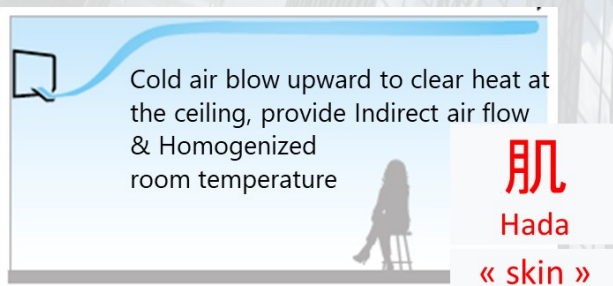 Cold air blow upward to clear heat at
the ceiling, provide Indirect air flow
& Homogenized
room temperature
肌
Hada
« skin »